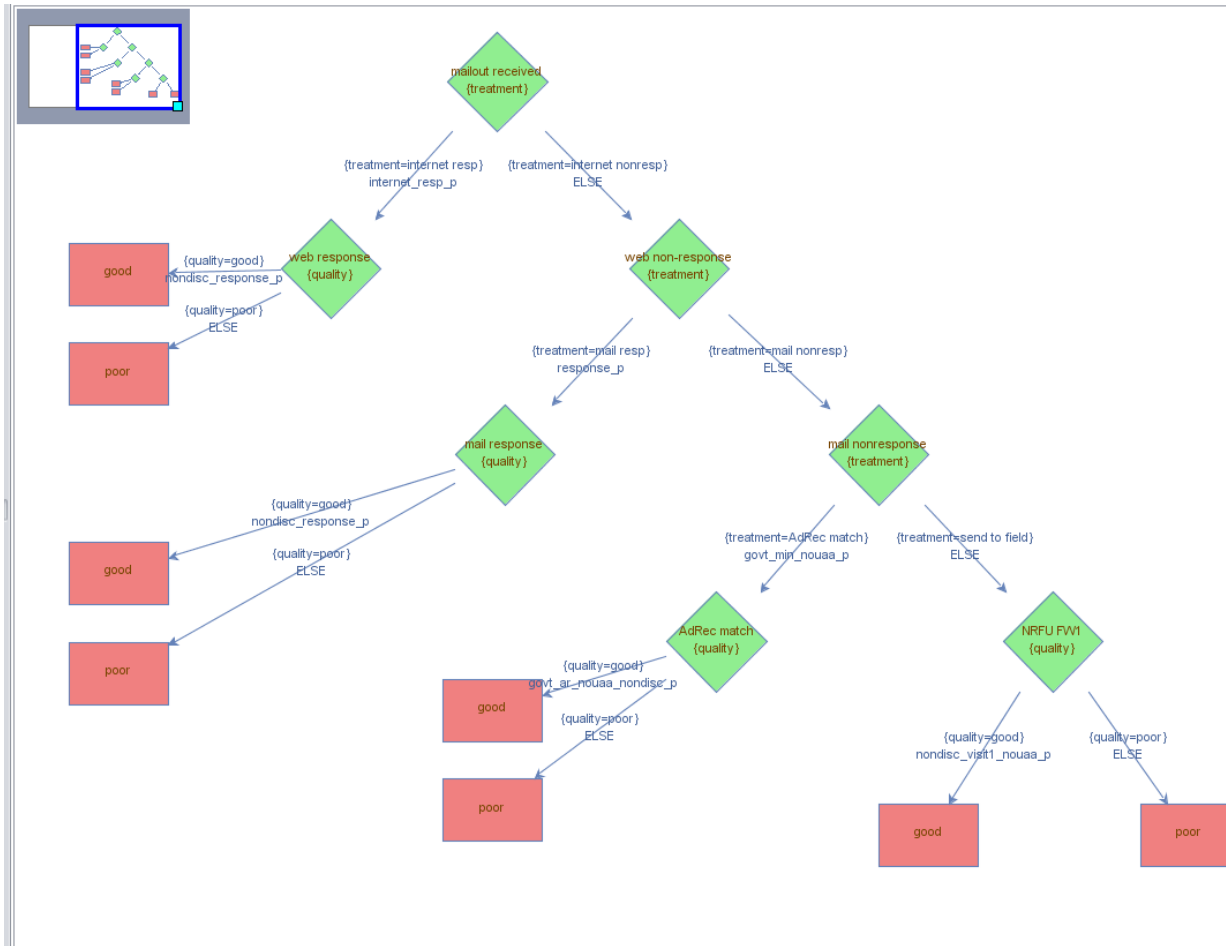 mailout received
{treatment}
{treatment=internet resp}
internet_resp_p
{treatment=internet nonresp}
ELSE
web response
{quality}
web non-response
{treatment}
{quality=good}
nondisc_response_p
good
{quality=poor}
ELSE
poor
{treatment=mail resp}
response_p
{treatment=mail nonresp}
ELSE
mail response
{quality}
mail nonresponse
{treatment}
{quality=good}
nondisc_response_p
good
{quality=poor}
ELSE
poor
{treatment=AdRec match}
govt_min_nouaa_p
{treatment=send to field}
ELSE
AdRec match
{quality}
NRFU FW1
{quality}
{quality=good}
govt_ar_nouaa_nondisc_p
good
{quality=poor}
ELSE
poor
{quality=good}
nondisc_visit1_nouaa_p
{quality=poor}
ELSE
good
poor